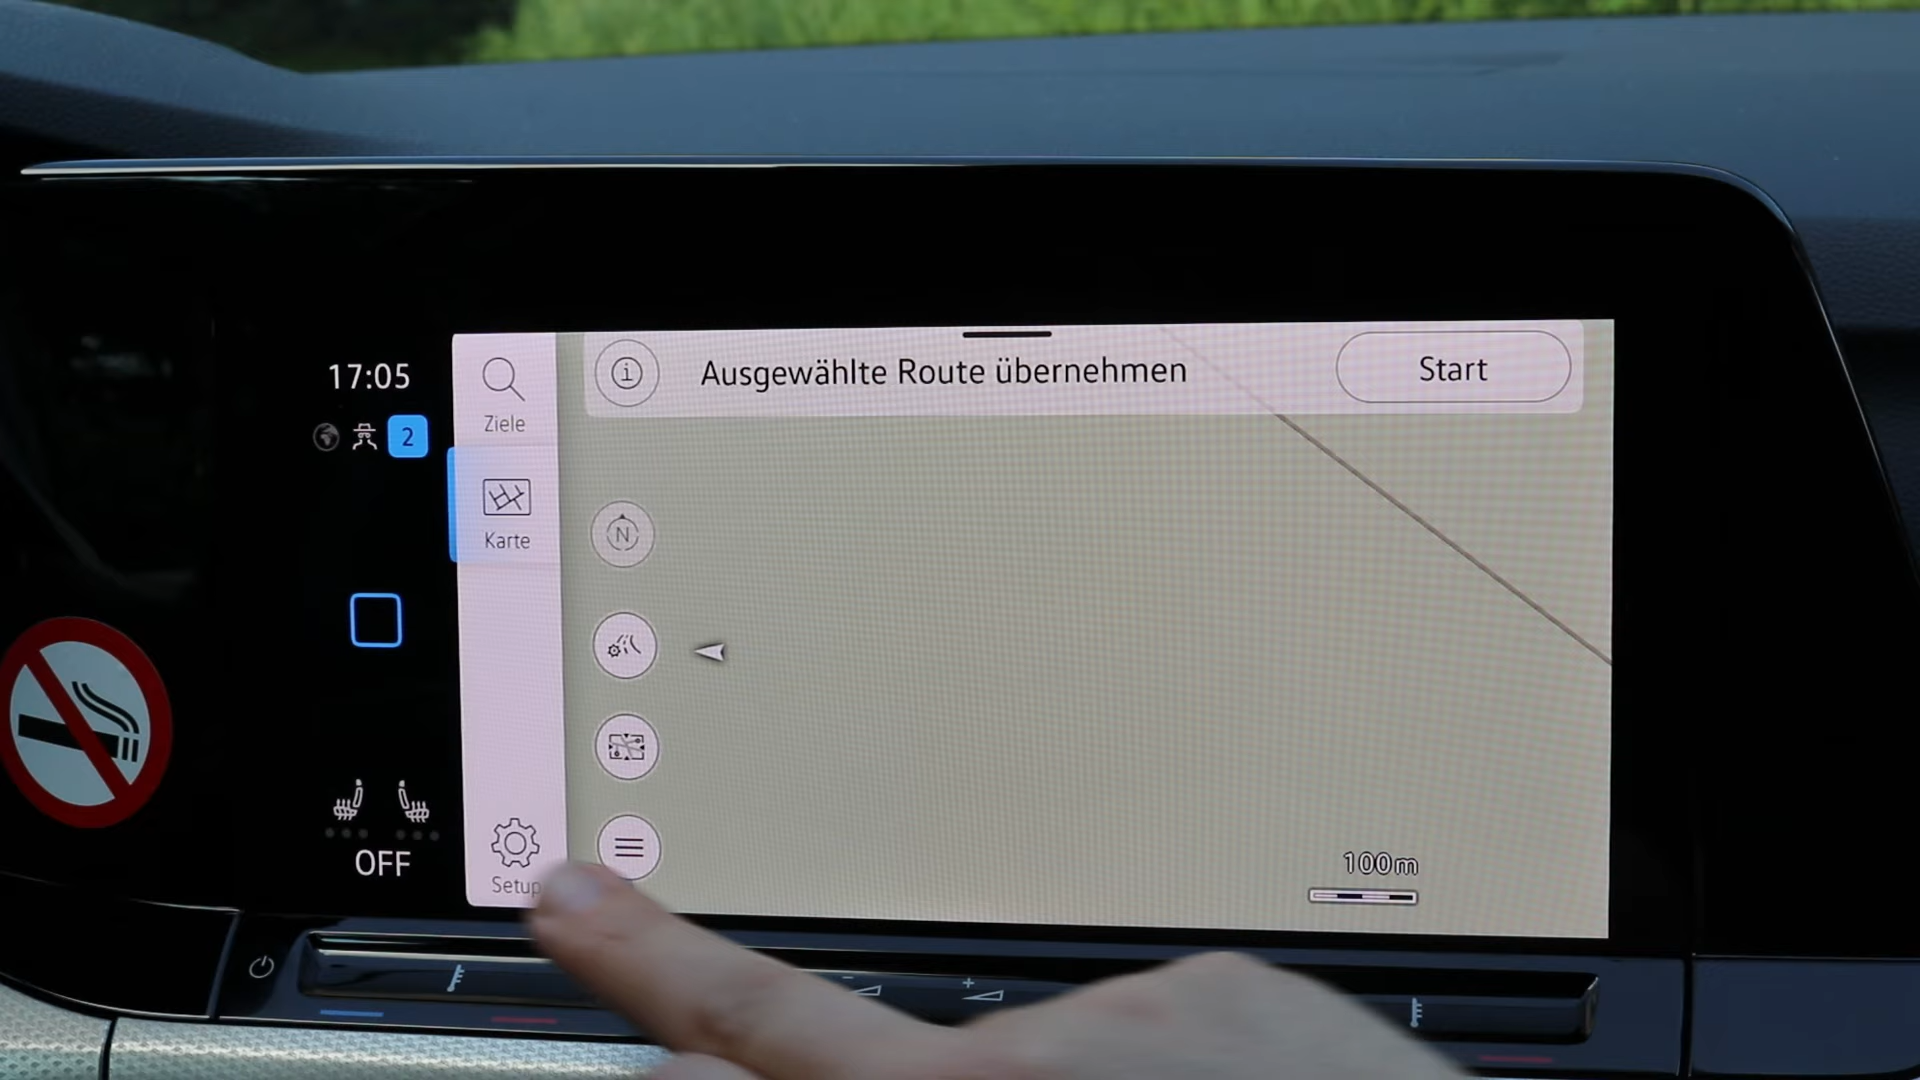 17:05
2
OFF
Ziele
Karte
Setup
Ausgewählte Route übernehmen
Start
N
100m